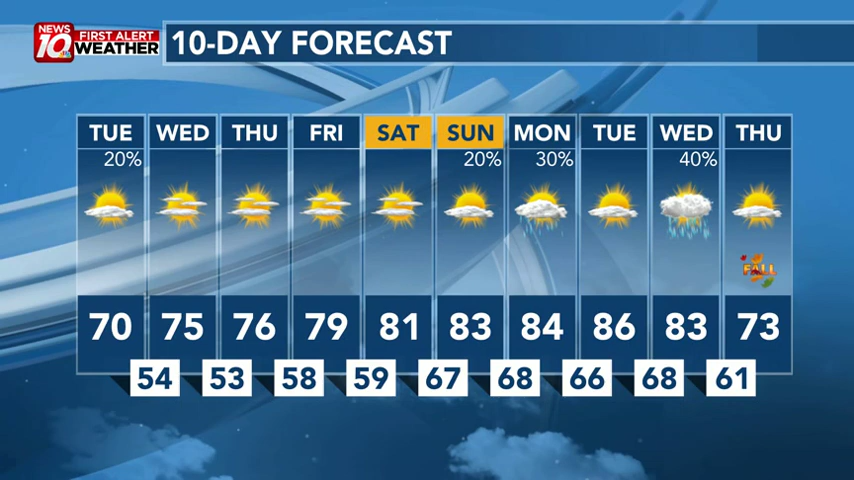 NEWS
10
FIRST ALERT
WEATHER
10-DAY FORECAST
TUE WED THU FRI SAT SUN MON TUE WED THU
20% 20% 30% 40%
FALL
70 75 76 79 81 83 84 86 83 73
54 53 58 59 67 68 66 68 61